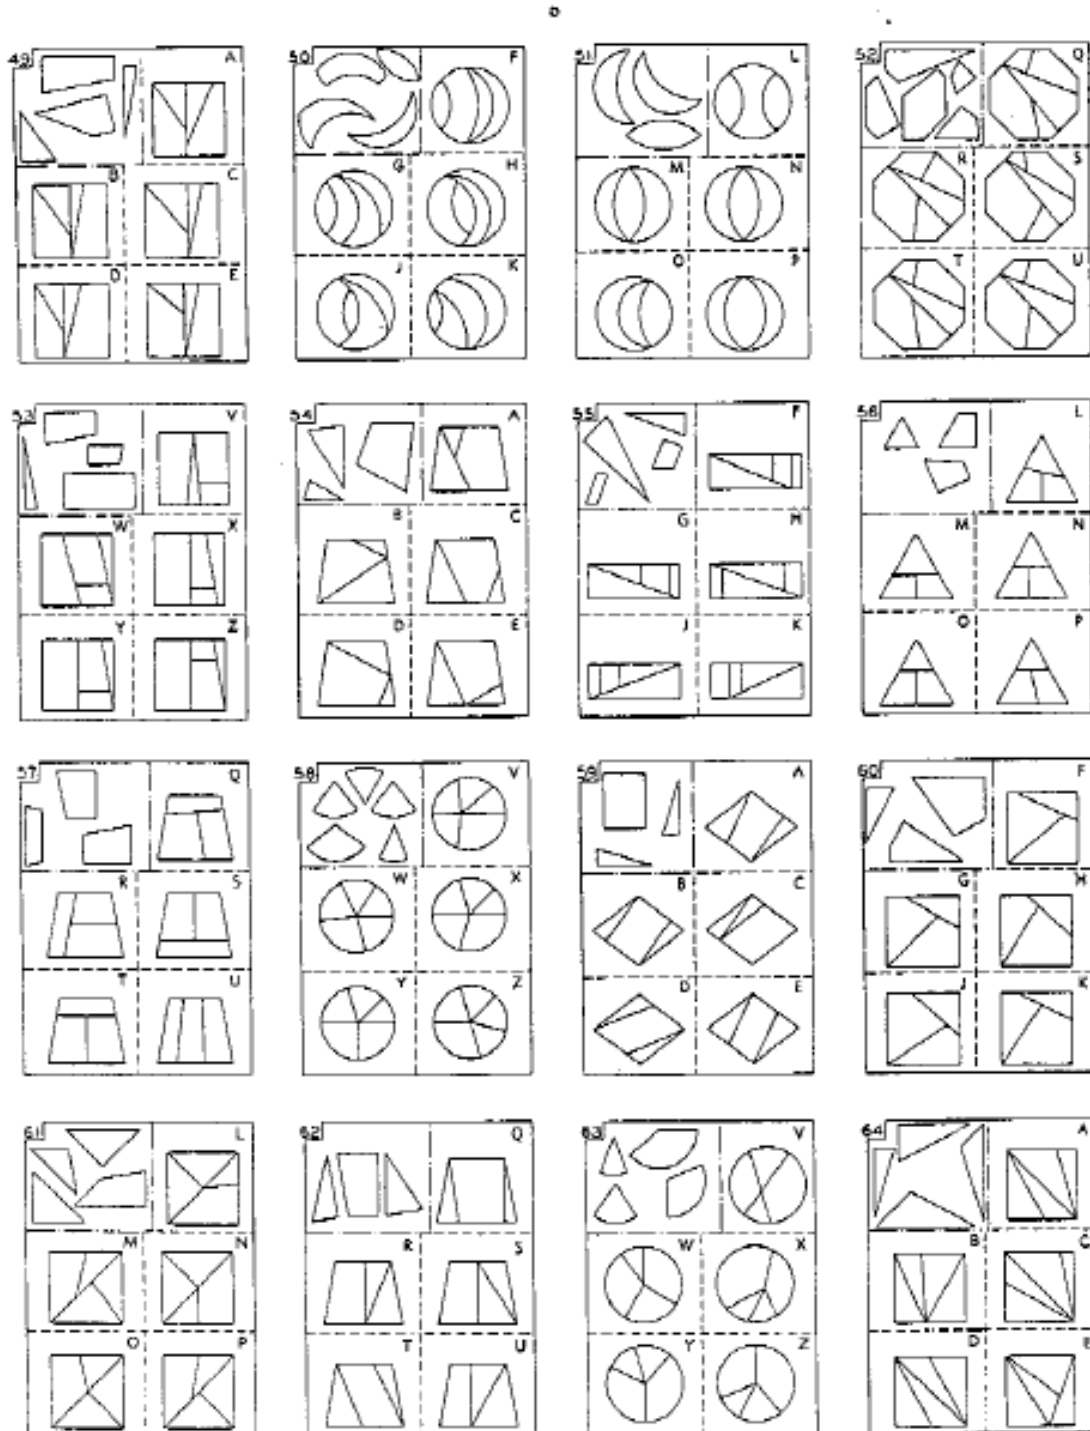 49 A 50 F 51 L 52 Q
B C G H M N R S
D E J K O P T U
53 V 54 A 55 F 56 L
W X B C G H M N
Y Z D E J K O P
57 Q 58 V 59 A 60 F
R S W X B C G H
T U Y Z D E J K
61 L 62 Q 63 V 64 A
M N R S W X B C
O P T U Y Z D E